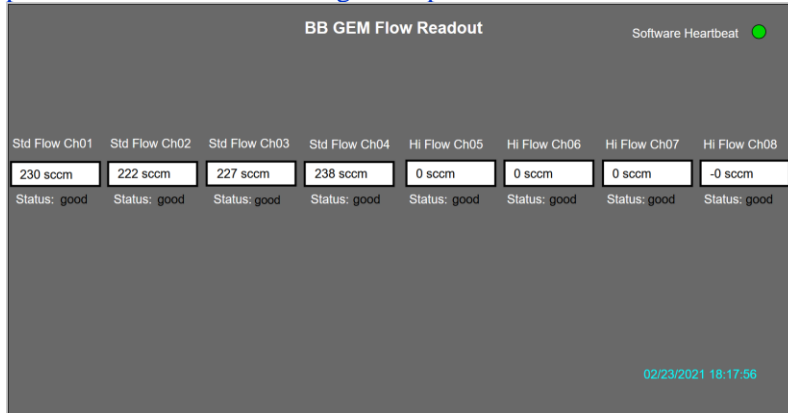 BB GEM Flow Readout
Software Heartbeat
Std Flow Ch01 Std Flow Ch02 Std Flow Ch03 Std Flow Ch04 Hi Flow Ch05 Hi Flow Ch06 Hi Flow Ch07 Hi Flow Ch08
230 sccm 222 sccm 227 sccm 238 sccm 0 sccm 0 sccm 0 sccm -0 sccm
Status: good Status: good Status: good Status: good Status: good Status: good Status: good Status: good
02/23/2021 18:17:56